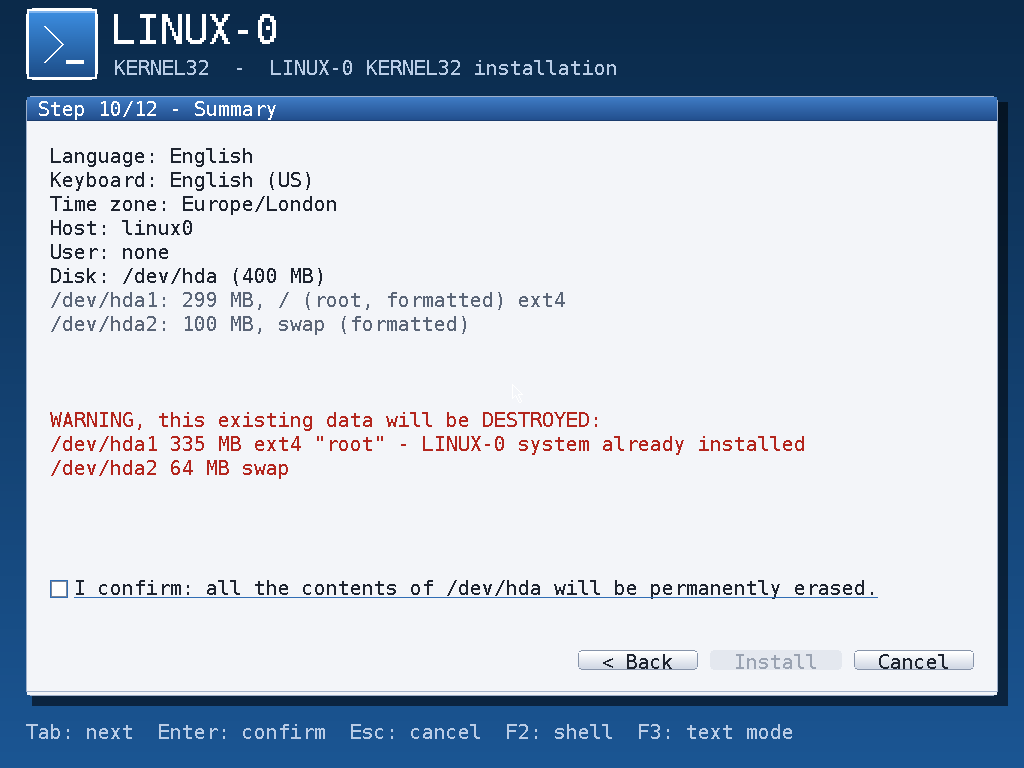 LINUX-0
KERNEL32 - LINUX-0 KERNEL32 installation
Step 10/12 - Summary
Language: English
Keyboard: English (US)
Time zone: Europe/London
Host: linux0
User: none
Disk: /dev/hda (400 MB)
/dev/hda1: 299 MB, / (root, formatted) ext4
/dev/hda2: 100 MB, swap (formatted)
WARNING, this existing data will be DESTROYED:
/dev/hda1 335 MB ext4 "root" - LINUX-0 system already installed
/dev/hda2 64 MB swap
I confirm: all the contents of /dev/hda will be permanently erased.
< Back Install Cancel
Tab: next Enter: confirm Esc: cancel F2: shell F3: text mode